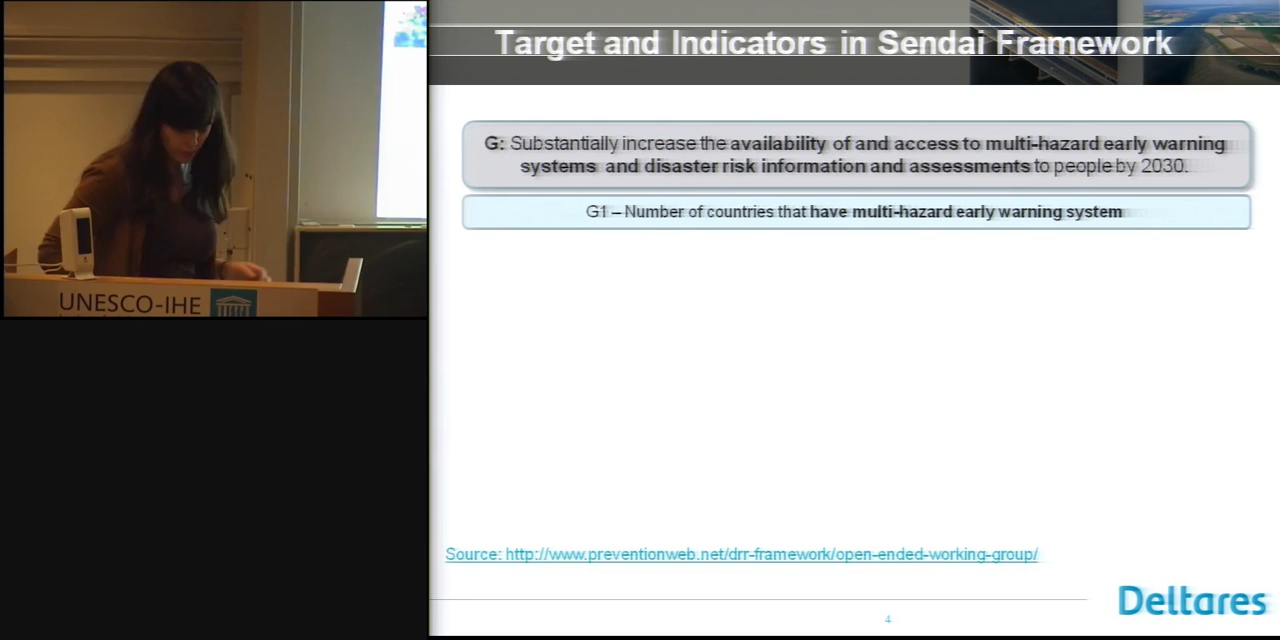 Target and Indicators in Sendai Framework
G: Substantially increase the availability of and access to multi-hazard early warning
systems and disaster risk information and assessments to people by 2030.
G1 – Number of countries that have multi-hazard early warning system
UNESCO-IHE
Source: http://www.preventionweb.net/drr-framework/open-ended-working-group/
Deltares
4